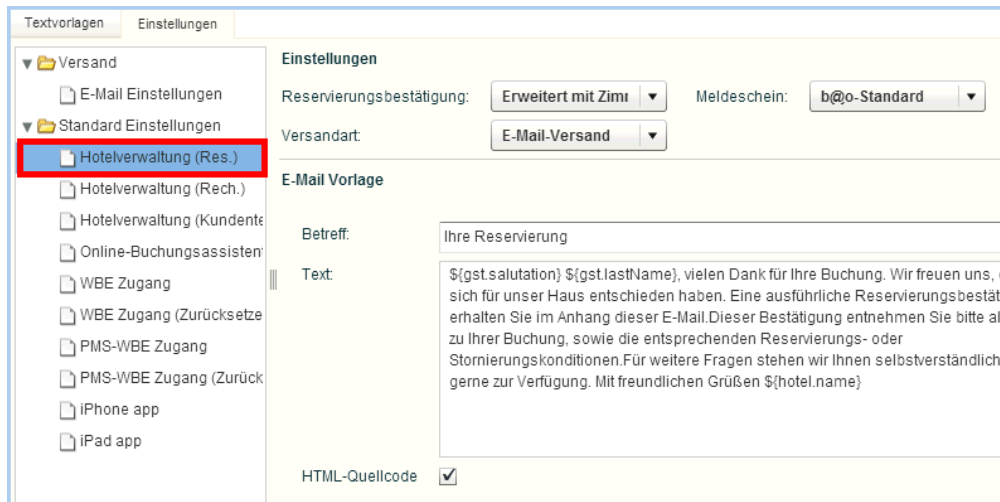 Textvorlagen
Einstellungen
Versand
E-Mail Einstellungen
Standard Einstellungen
Hotelverwaltung (Res.)
Hotelverwaltung (Rech.)
Hotelverwaltung (Kundente
Online-Buchungsassistent
WBE Zugang
WBE Zugang (Zurücksetze
PMS-WBE Zugang
PMS-WBE Zugang (Zurück
iPhone app
iPad app
Einstellungen
Reservierungsbestätigung: Erweitert mit Zimr Meldeschein: b@o-Standard
Versandart: E-Mail-Versand
E-Mail Vorlage
Betreff: Ihre Reservierung
Text: ${gst.salutation} ${gst.lastName}, vielen Dank für Ihre Buchung. Wir freuen uns,
sich für unser Haus entschieden haben. Eine ausführliche Reservierungsbestät
erhalten Sie im Anhang dieser E-Mail.Dieser Bestätigung entnehmen Sie bitte al
zu Ihrer Buchung, sowie die entsprechenden Reservierungs- oder
Stornierungskonditionen.Für weitere Fragen stehen wir Ihnen selbstverständlich
gerne zur Verfügung. Mit freundlichen Grüßen ${hotel.name}
HTML-Quellcode